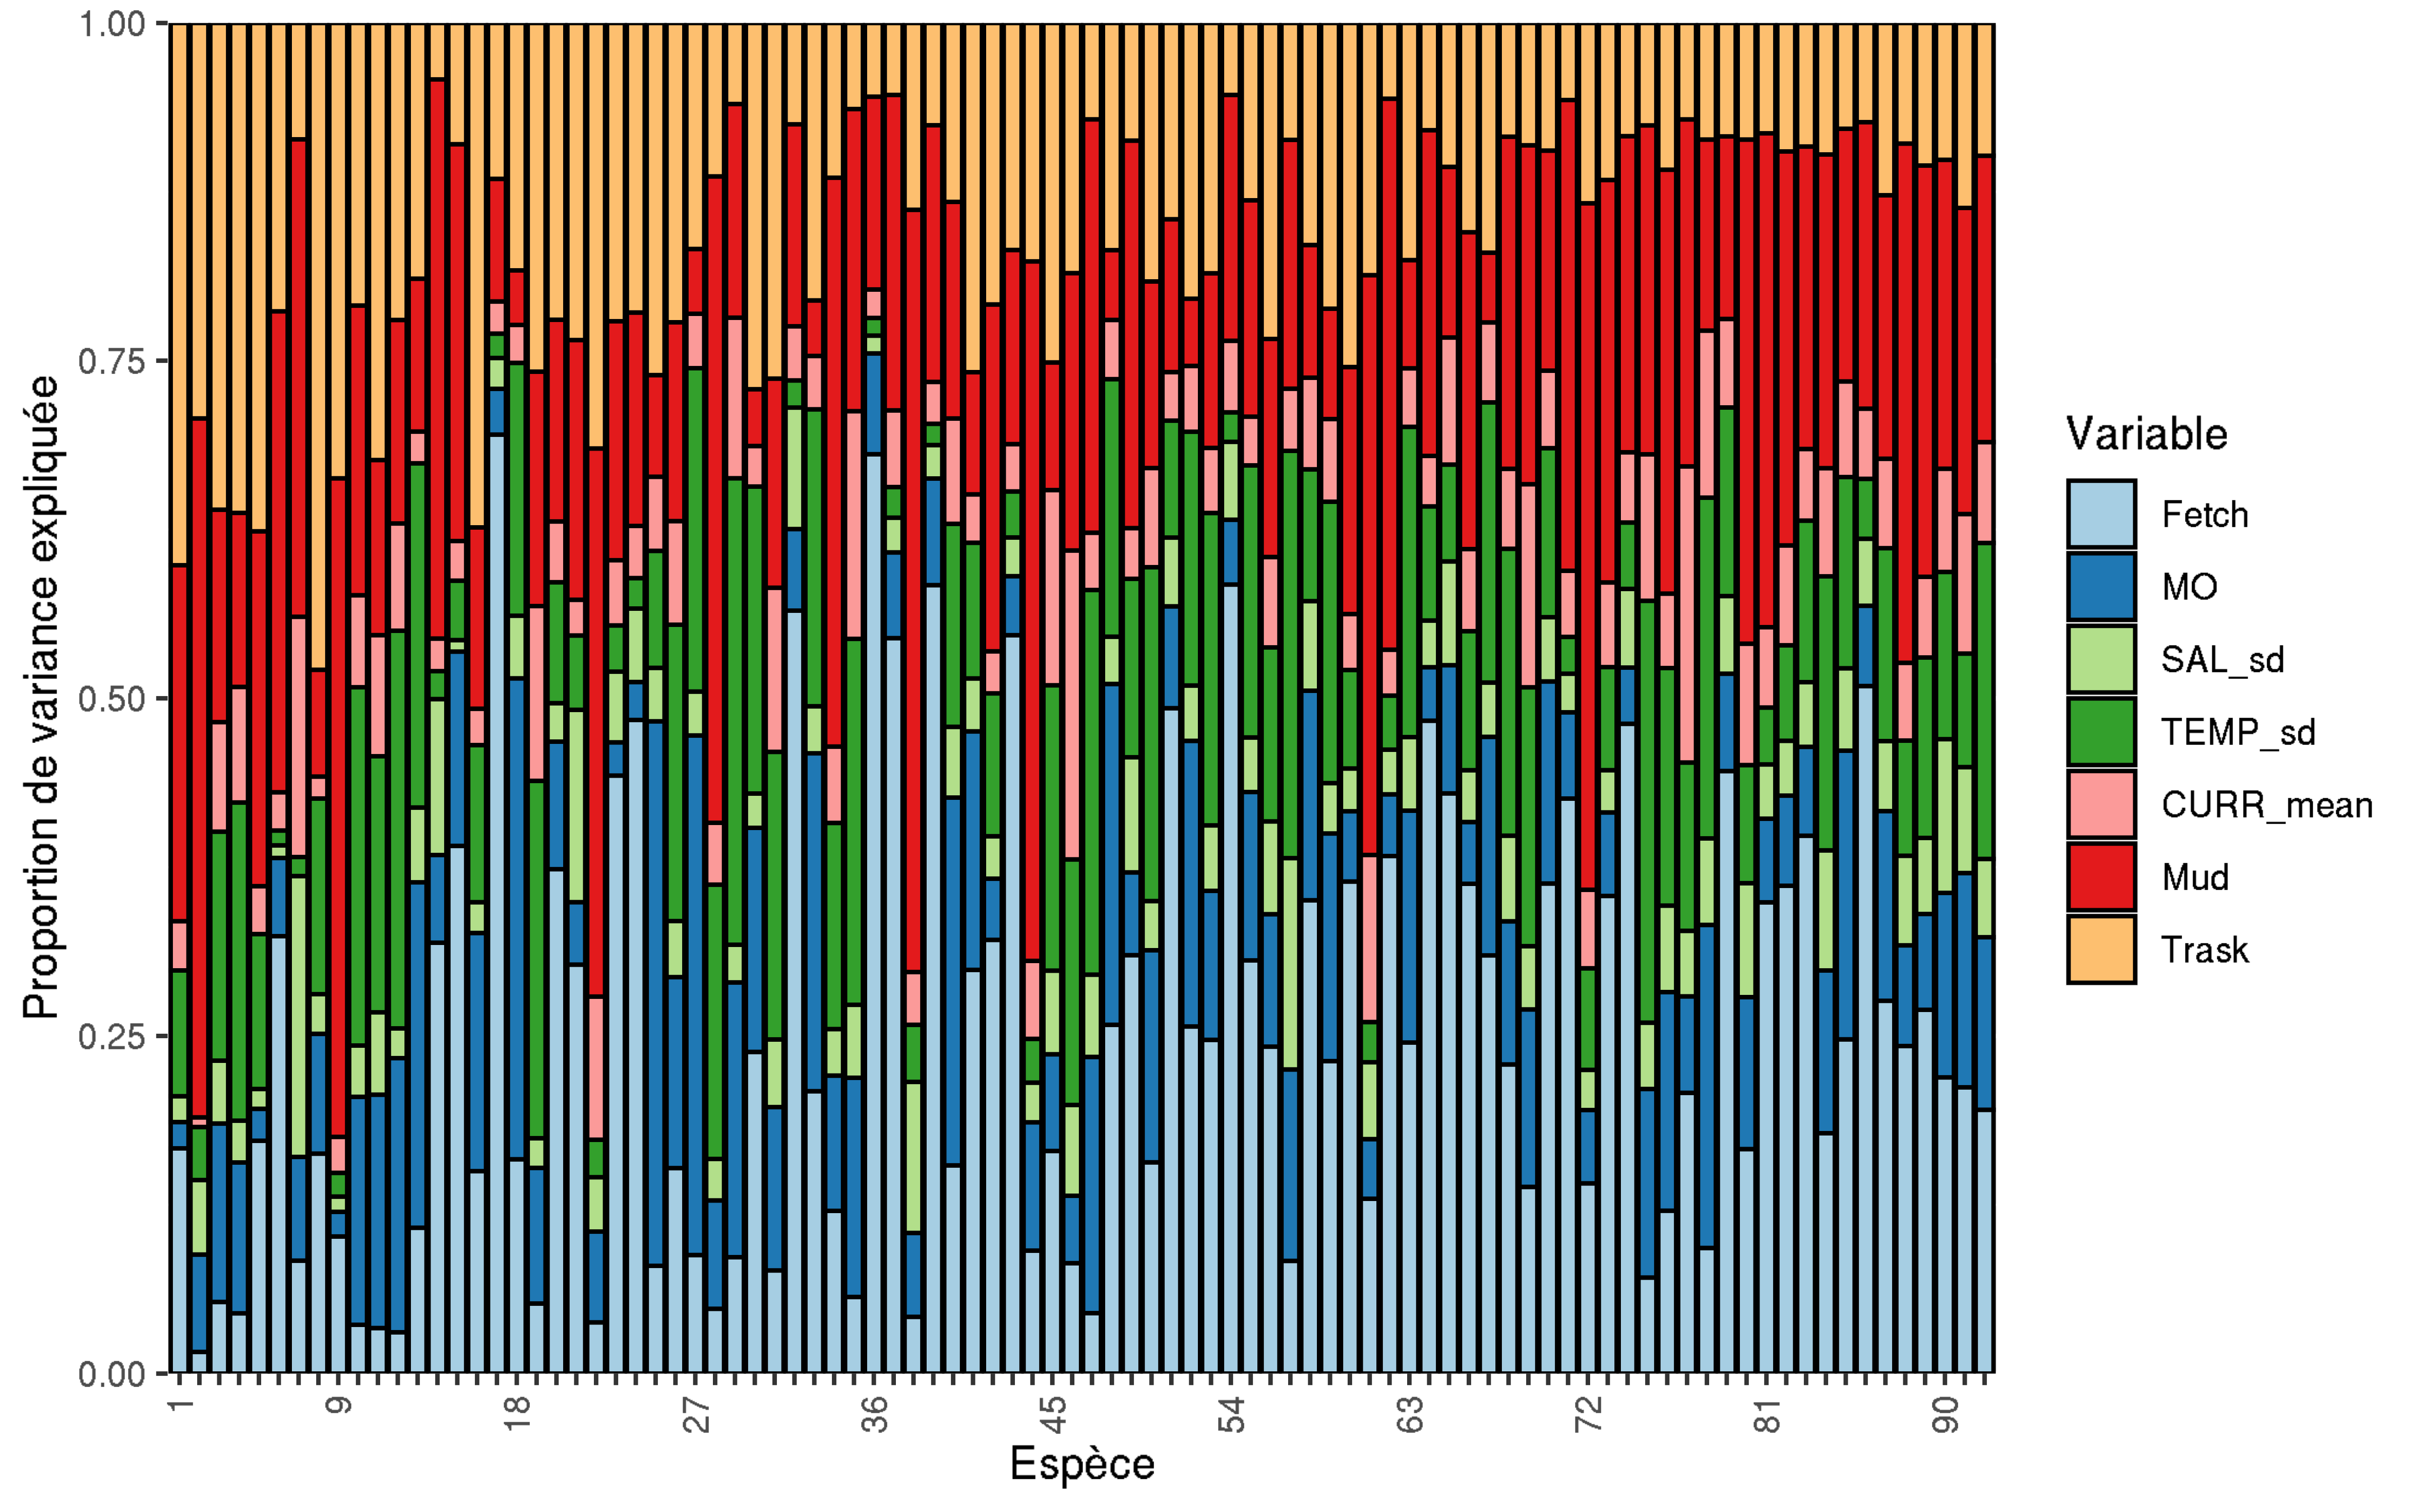 Proportion de variance expliquée
1.00
0.75
0.50
0.25
0.00
1 9 18 27 36 45 54 63 72 81 90
Espèce
Variable
Fetch
MO
SAL_sd
TEMP_sd
CURR_mean
Mud
Trask